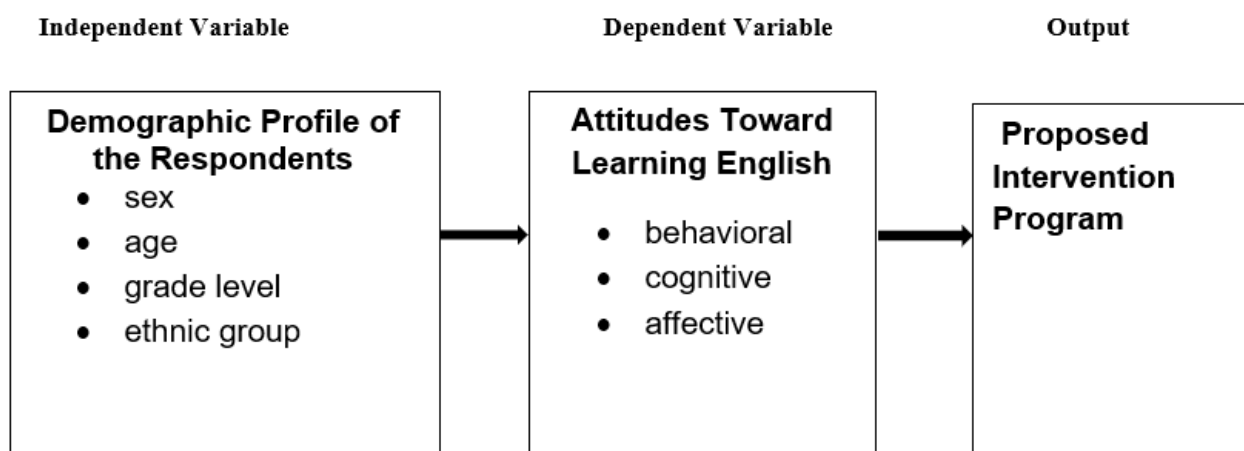 Independent Variable
Dependent Variable
Output
Demographic Profile of
the Respondents
• sex
• age
• grade level
• ethnic group
Attitudes Toward
Learning English
• behavioral
• cognitive
• affective
Proposed
Intervention
Program